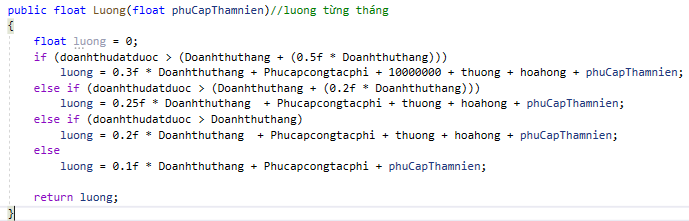 public float Luong(float phuCapThamnien)//luong từng tháng
{
    float luong = 0;
    if (doanhthudatduoc > (Doanhthuthang + (0.5f * Doanhthuthang)))
        luong = 0.3f * Doanhthuthang + Phucapcongtacphi + 10000000 + thuong + hoahong + phuCapThamnien;
    else if (doanhthudatduoc > (Doanhthuthang + (0.2f * Doanhthuthang)))
        luong = 0.25f * Doanhthuthang  + Phucapcongtacphi + thuong + hoahong + phuCapThamnien;
    else if (doanhthudatduoc > Doanhthuthang)
        luong = 0.2f * Doanhthuthang  + Phucapcongtacphi + thuong + hoahong + phuCapThamnien;
    else
        luong = 0.1f * Doanhthuthang + Phucapcongtacphi + phuCapThamnien;

    return luong;
}